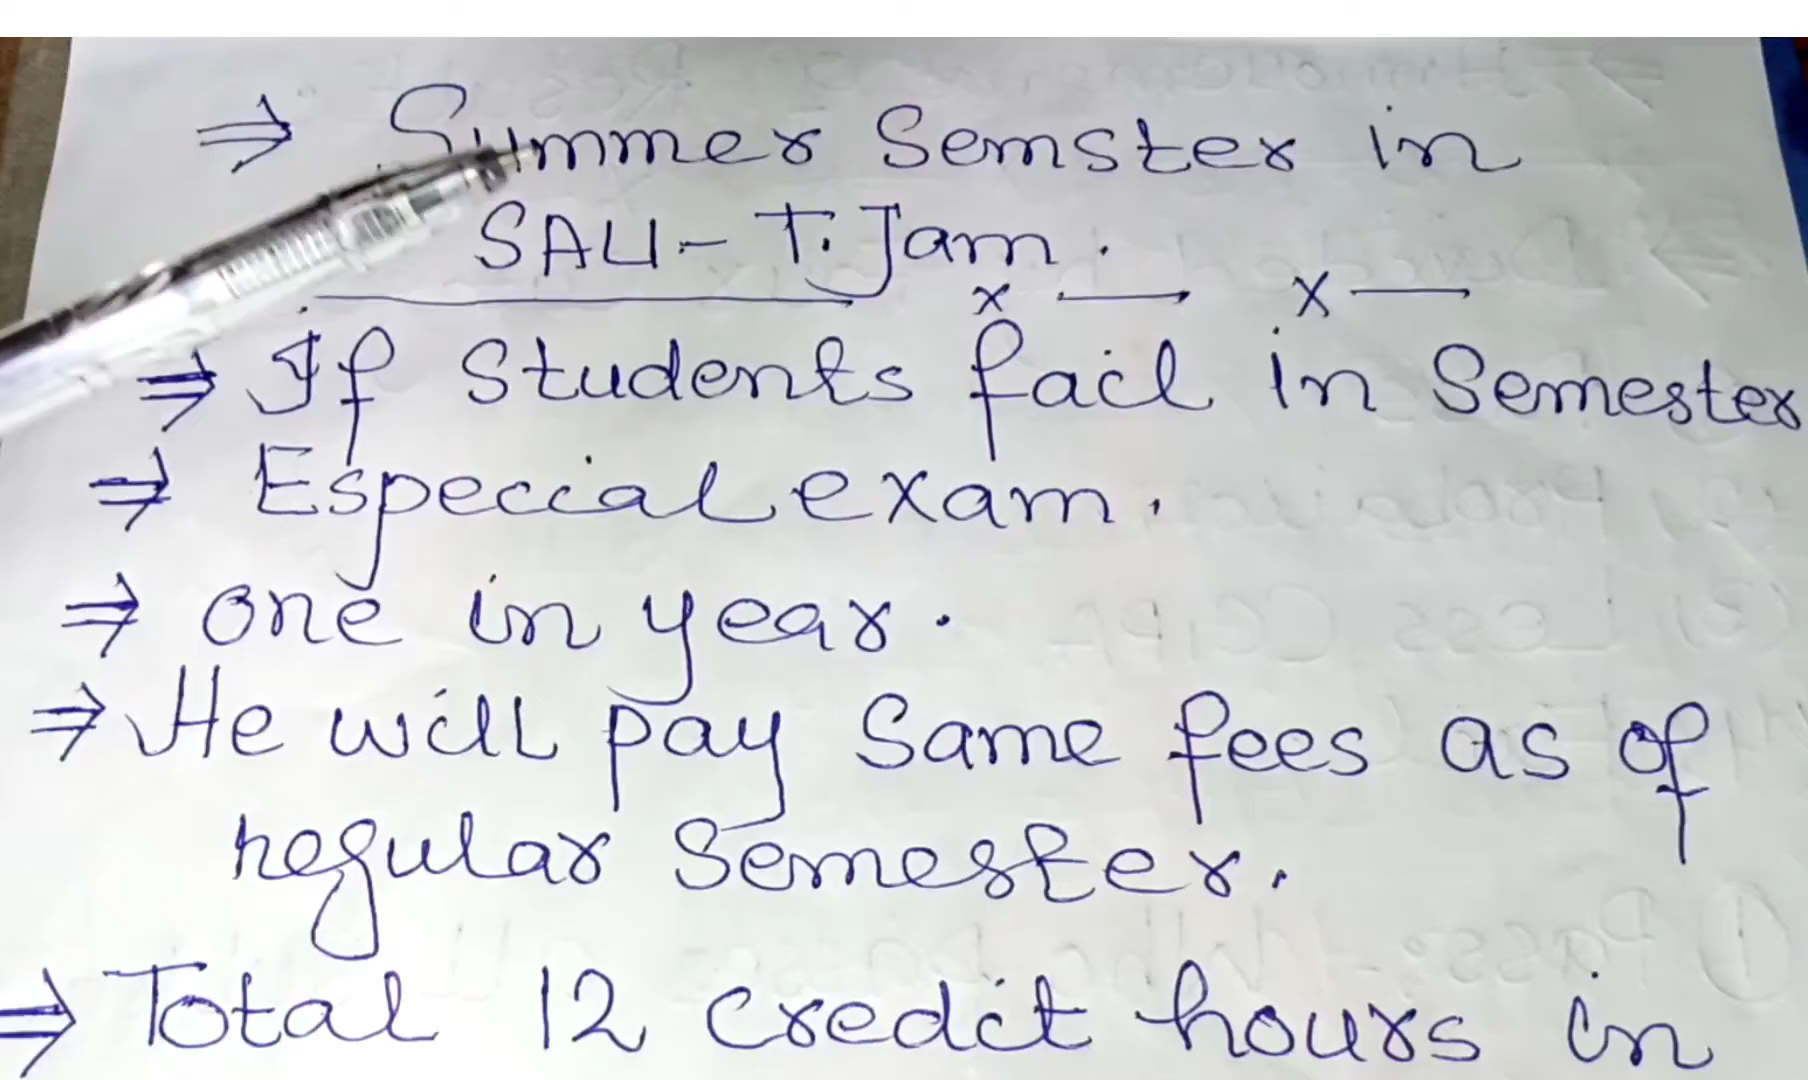 ⇒ Summer Semster in
SAU - T. Jam.
x x
⇒ If Students fail in Semester
⇒ Especial exam.
⇒ one in year.
⇒ He will pay Same fees as of
regular Semester.
⇒ Total 12 credit hours in